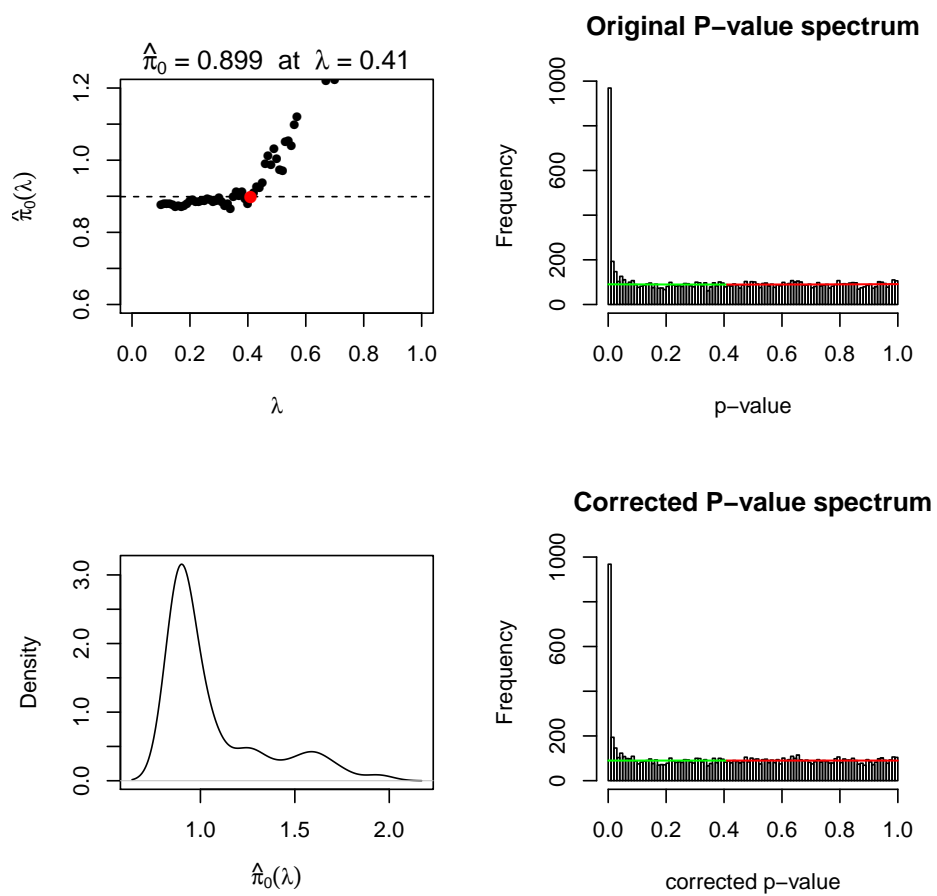 π̂0 = 0.899 at λ = 0.41
π̂0(λ)
0.6 0.8 1.0 1.2
0.0 0.2 0.4 0.6 0.8 1.0
λ
Original P−value spectrum
Frequency
0 200 600 1000
0.0 0.2 0.4 0.6 0.8 1.0
p−value
Density
0.0 1.0 2.0 3.0
1.0 1.5 2.0
π̂0(λ)
Corrected P−value spectrum
Frequency
0 200 600 1000
0.0 0.2 0.4 0.6 0.8 1.0
corrected p−value